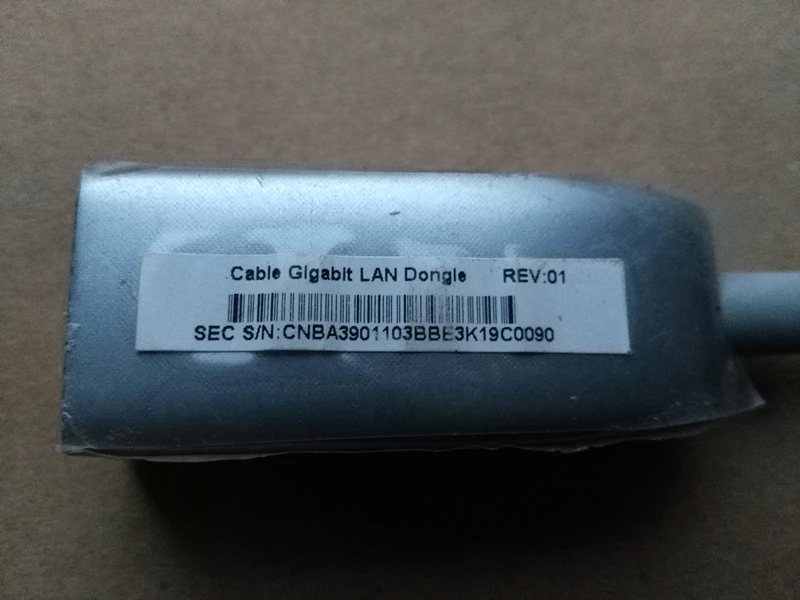 Cable Gigabit LAN Dongle REV:01
SEC S/N:CNBA3901103BBE3K19C0090